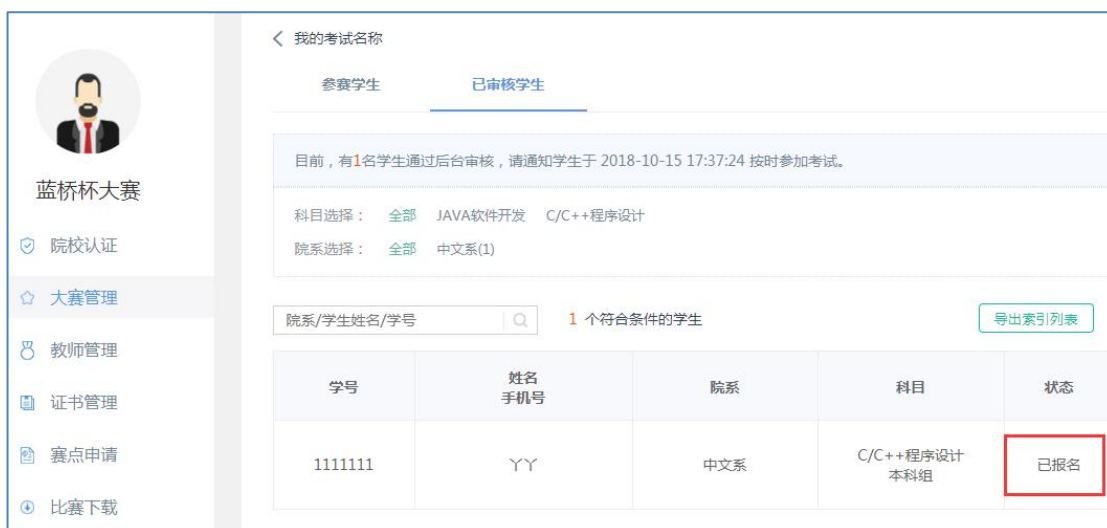 我的考试名称
参赛学生 已审核学生
目前，有1名学生通过后台审核，请通知学生于 2018-10-15 17:37:24 按时参加考试。
科目选择： 全部 JAVA软件开发 C/C++程序设计
院系选择： 全部 中文系(1)
院系/学生姓名/学号 1 个符合条件的学生 导出索引列表
学号 姓名 院系 科目 状态
手机号
1111111 丫丫 中文系 C/C++程序设计 已报名
本科组
蓝桥杯大赛
院校认证
大赛管理
教师管理
证书管理
赛点申请
比赛下载